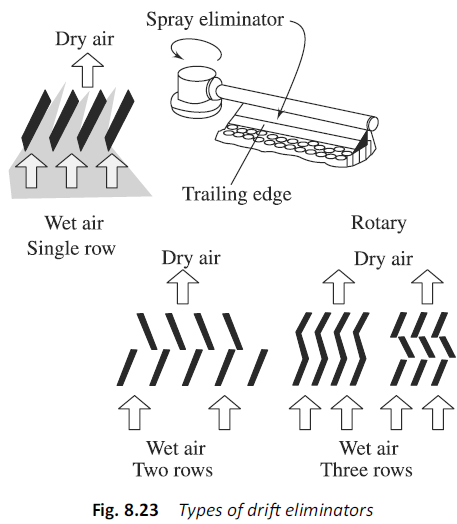 Spray eliminator
Dry air
Trailing edge
Wet air
Single row
Rotary
Dry air
Dry air
Wet air
Two rows
Wet air
Three rows
Fig. 8.23 Types of drift eliminators